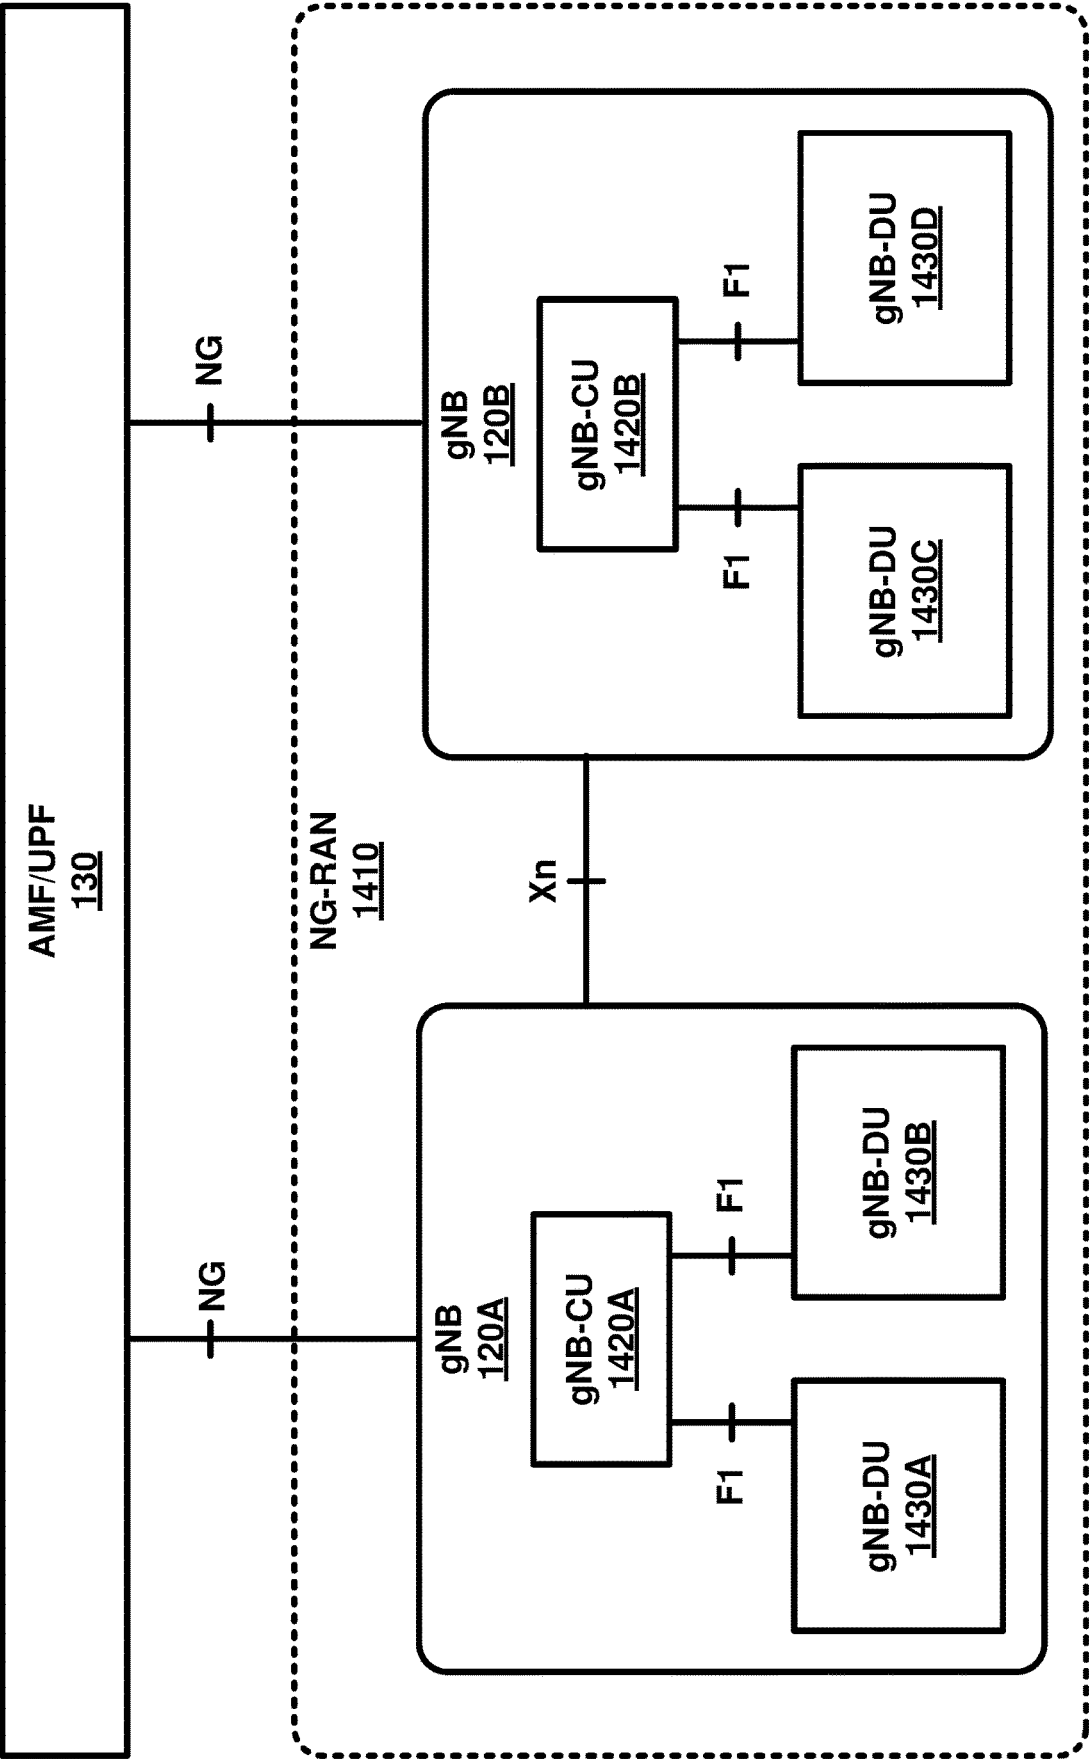 AMF/UPF
130
NG
NG
NG-RAN
1410
gNB
120A
gNB-CU
1420A
F1
F1
gNB-DU
1430A
gNB-DU
1430B
Xn
gNB
120B
gNB-CU
1420B
F1
F1
gNB-DU
1430C
gNB-DU
1430D